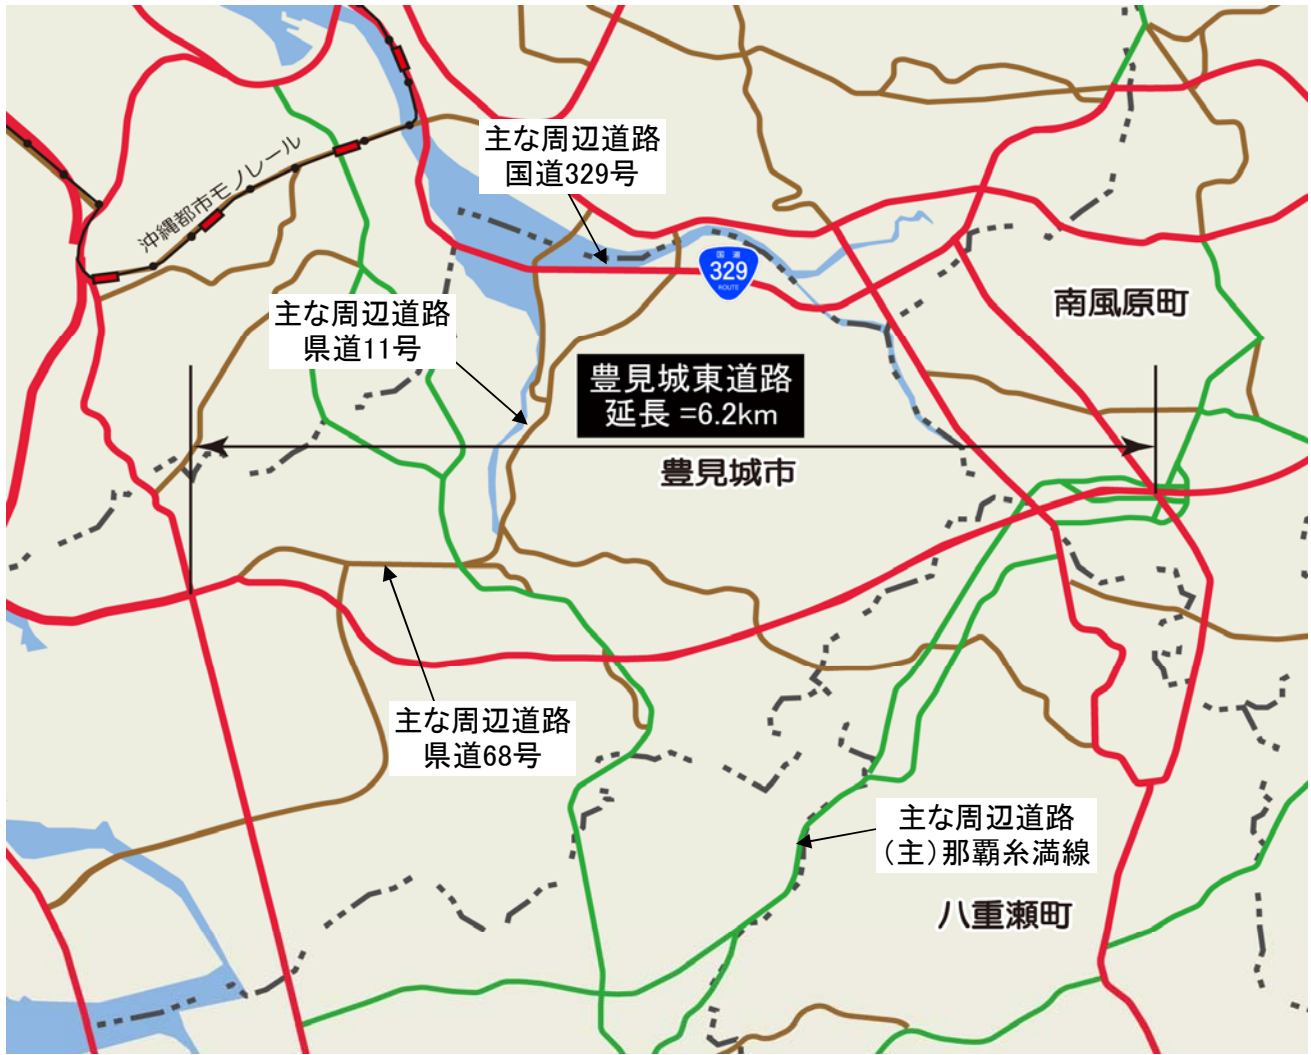 主な周辺道路
国道329号
沖縄都市モノレール
国道
329
ROUTE
南風原町
主な周辺道路
県道11号
豊見城東道路
延長 =6.2km
豊見城市
主な周辺道路
県道68号
主な周辺道路
(主)那覇糸満線
八重瀬町